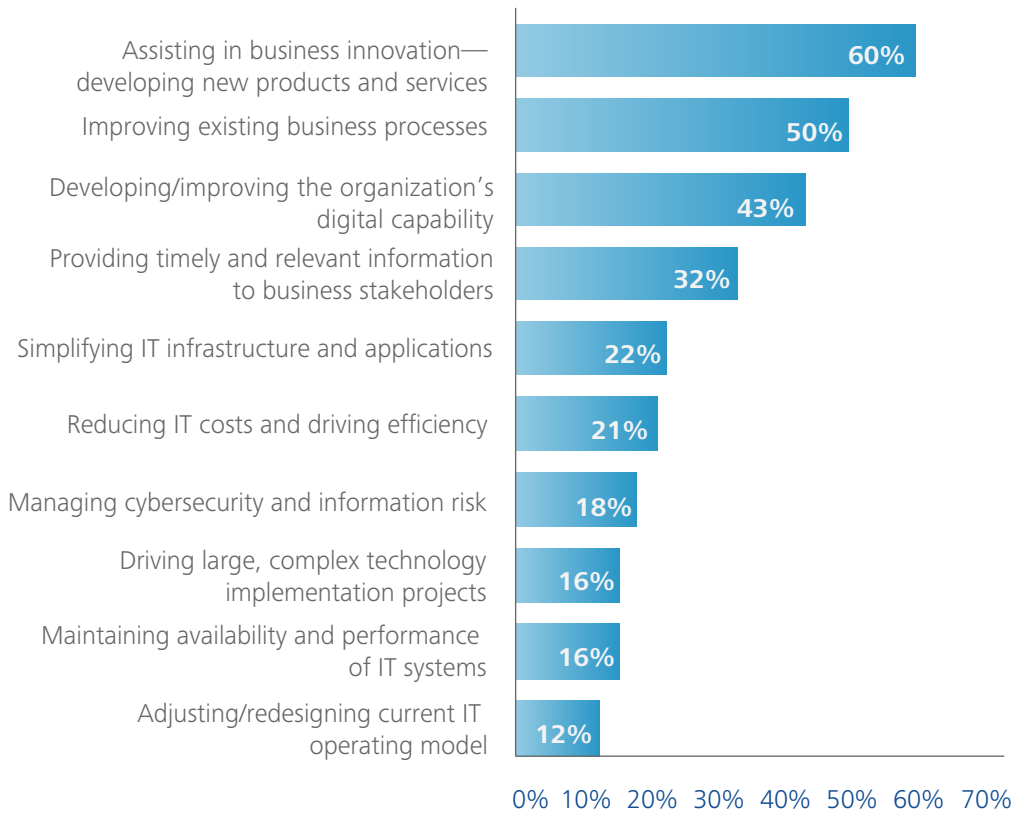 Assisting in business innovation—
developing new products and services
60%
Improving existing business processes
50%
Developing/improving the organization’s
digital capability
43%
Providing timely and relevant information
to business stakeholders
32%
Simplifying IT infrastructure and applications
22%
Reducing IT costs and driving efficiency
21%
Managing cybersecurity and information risk
18%
Driving large, complex technology
implementation projects
16%
Maintaining availability and performance
of IT systems
16%
Adjusting/redesigning current IT
operating model
12%
0% 10% 20% 30% 40% 50% 60% 70%